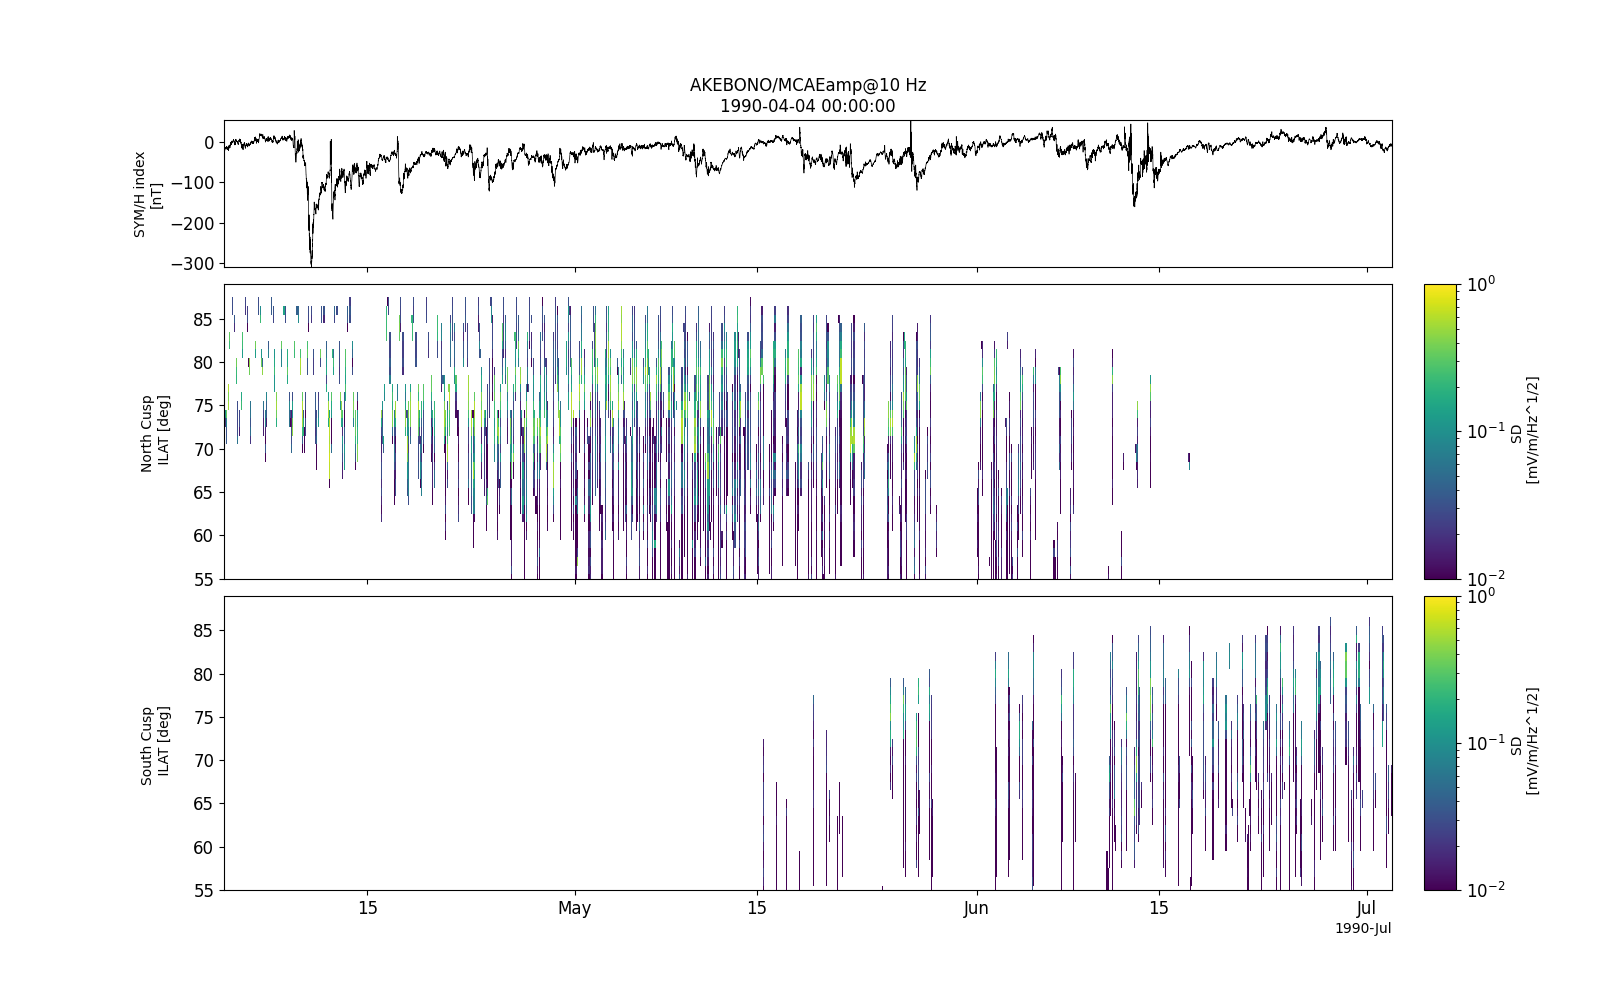 AKEBONO/MCAEamp@10 Hz
1990-04-04 00:00:00
SYM/H index
[nT]
0
−100
−200
−300
North Cusp
ILAT [deg]
85
80
75
70
65
60
55
10^0
10^−1
10^−2
SD
[mV/m/Hz^1/2]
South Cusp
ILAT [deg]
85
80
75
70
65
60
55
10^0
10^−1
10^−2
SD
[mV/m/Hz^1/2]
15 May 15 Jun 15 Jul
1990-Jul